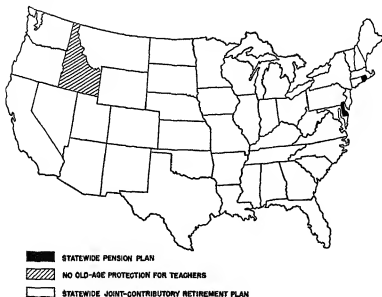 STATEWIDE PENSION PLAN
NO OLD-AGE PROTECTION FOR TEACHERS
STATEWIDE JOINT-CONTRIBUTORY RETIREMENT PLAN